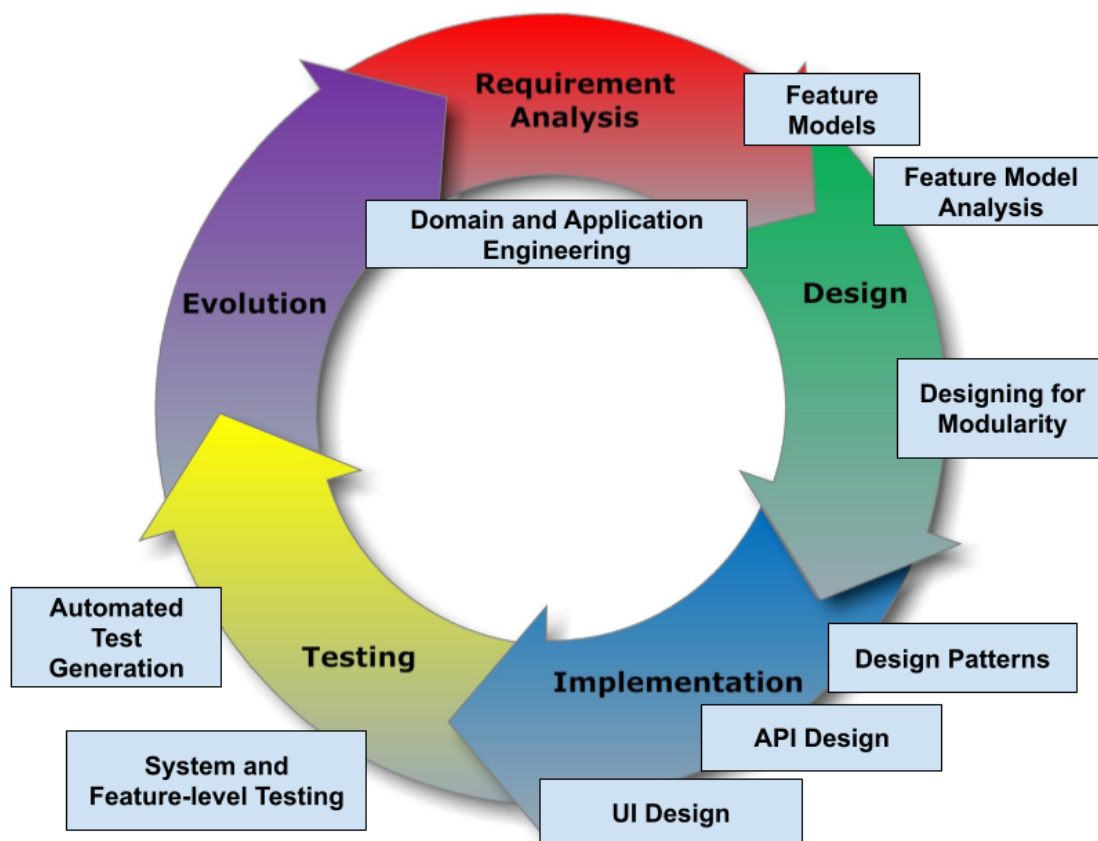 Requirement
Analysis
Feature
Models
Feature Model
Analysis
Domain and Application
Engineering
Design
Evolution
Designing for
Modularity
Automated
Test
Generation
Testing
Implementation
Design Patterns
API Design
System and
Feature-level Testing
UI Design